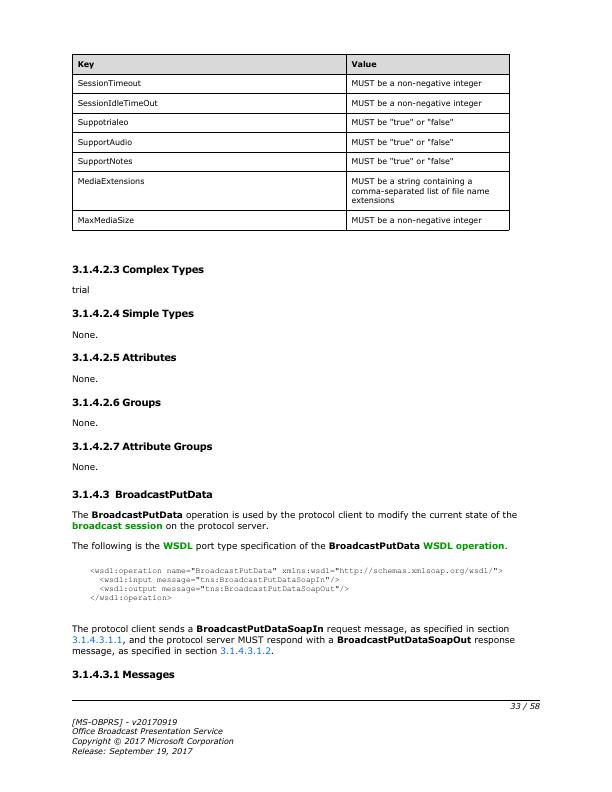 Key Value
SessionTimeout MUST be a non-negative integer
SessionIdleTimeOut MUST be a non-negative integer
Suppotrialeo MUST be "true" or "false"
SupportAudio MUST be "true" or "false"
SupportNotes MUST be "true" or "false"
MediaExtensions MUST be a string containing a
comma-separated list of file name
extensions
MaxMediaSize MUST be a non-negative integer
3.1.4.2.3 Complex Types
trial
3.1.4.2.4 Simple Types
None.
3.1.4.2.5 Attributes
None.
3.1.4.2.6 Groups
None.
3.1.4.2.7 Attribute Groups
None.
3.1.4.3 BroadcastPutData
The BroadcastPutData operation is used by the protocol client to modify the current state of the
broadcast session on the protocol server.
The following is the WSDL port type specification of the BroadcastPutData WSDL operation.
<wsdl:operation name="BroadcastPutData" xmlns:wsdl="http://schemas.xmlsoap.org/wsdl/">
<wsdl:input message="tns:BroadcastPutDataSoapIn"/>
<wsdl:output message="tns:BroadcastPutDataSoapOut"/>
</wsdl:operation>
The protocol client sends a BroadcastPutDataSoapIn request message, as specified in section
3.1.4.3.1.1, and the protocol server MUST respond with a BroadcastPutDataSoapOut response
message, as specified in section 3.1.4.3.1.2.
3.1.4.3.1 Messages
33 / 58
[MS-OBPRS] - v20170919
Office Broadcast Presentation Service
Copyright © 2017 Microsoft Corporation
Release: September 19, 2017